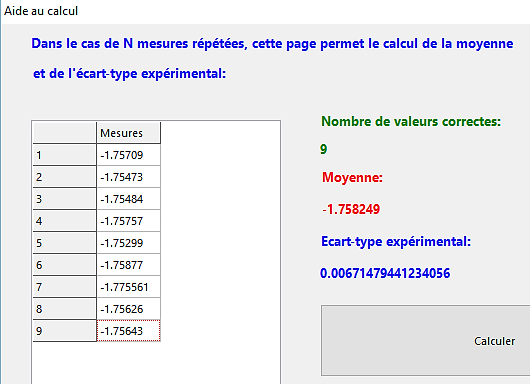 Aide au calcul
Dans le cas de N mesures répétées, cette page permet le calcul de la moyenne
et de l'écart-type expérimental:
Mesures
1 -1.75709
2 -1.75473
3 -1.75484
4 -1.75757
5 -1.75299
6 -1.75877
7 -1.775561
8 -1.75626
9 -1.75643
Nombre de valeurs correctes:
9
Moyenne:
-1.758249
Ecart-type expérimental:
0.00671479441234056
Calculer